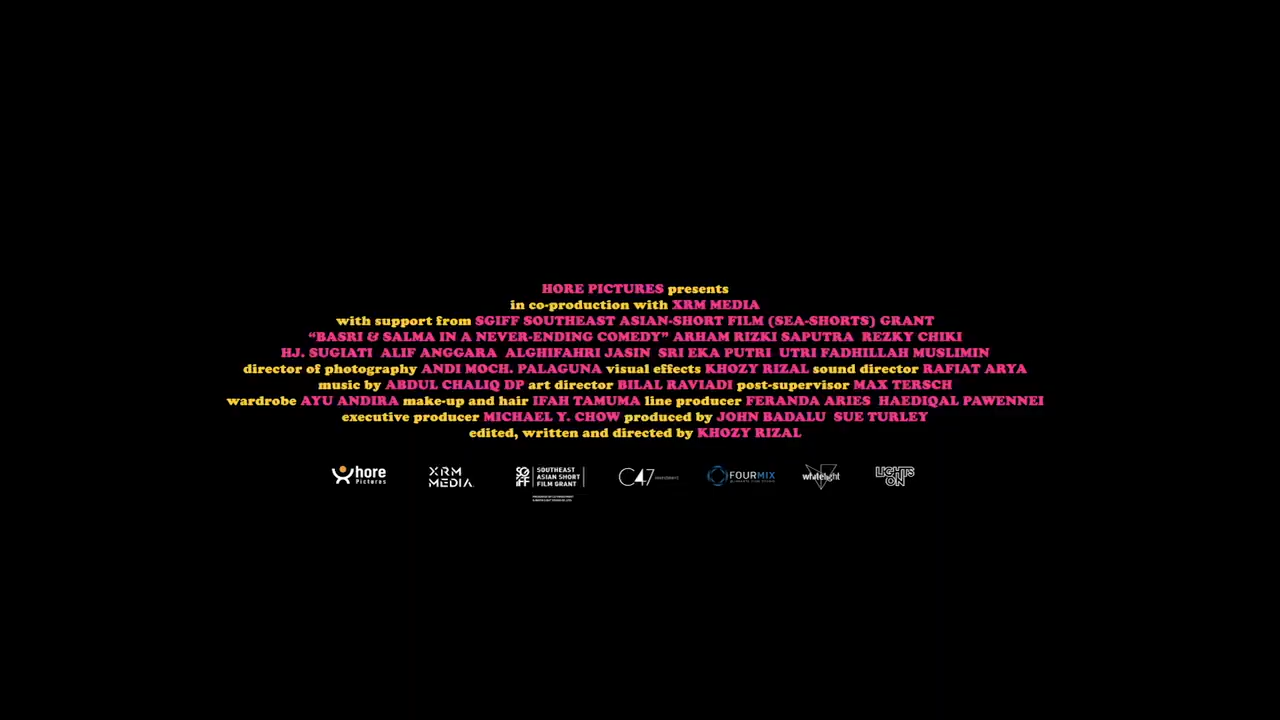 HORE PICTURES presents
in co-production with XRM MEDIA
with support from SGIFF SOUTHEAST ASIAN-SHORT FILM (SEA-SHORTS) GRANT
“BASRI & SALMA IN A NEVER-ENDING COMEDY” ARHAM RIZKI SAPUTRA REZKY CHIKI
HJ. SUGIATI ALIF ANGGARA ALGHIFAHRI JASIN SRI EKA PUTRI UTRI FADHILLAH MUSLIMIN
director of photography ANDI MOCH. PALAGUNA visual effects KHOZY RIZAL sound director RAFIAT ARYA
music by ABDUL CHALIQ DP art director BILAL RAVIADI post-supervisor MAX TERSCH
wardrobe AYU ANDIRA make-up and hair IFAH TAMUMA line producer FERANDA ARIES HAEDIQAL PAWENNEI
executive producer MICHAEL Y. CHOW produced by JOHN BADALU SUE TURLEY
edited, written and directed by KHOZY RIZAL
hore
Pictures
XRM
MEDIA
SGIFF
SOUTHEAST
ASIAN SHORT
FILM GRANT
C47
FOURMIX
whitelight
LIGHTS
ON